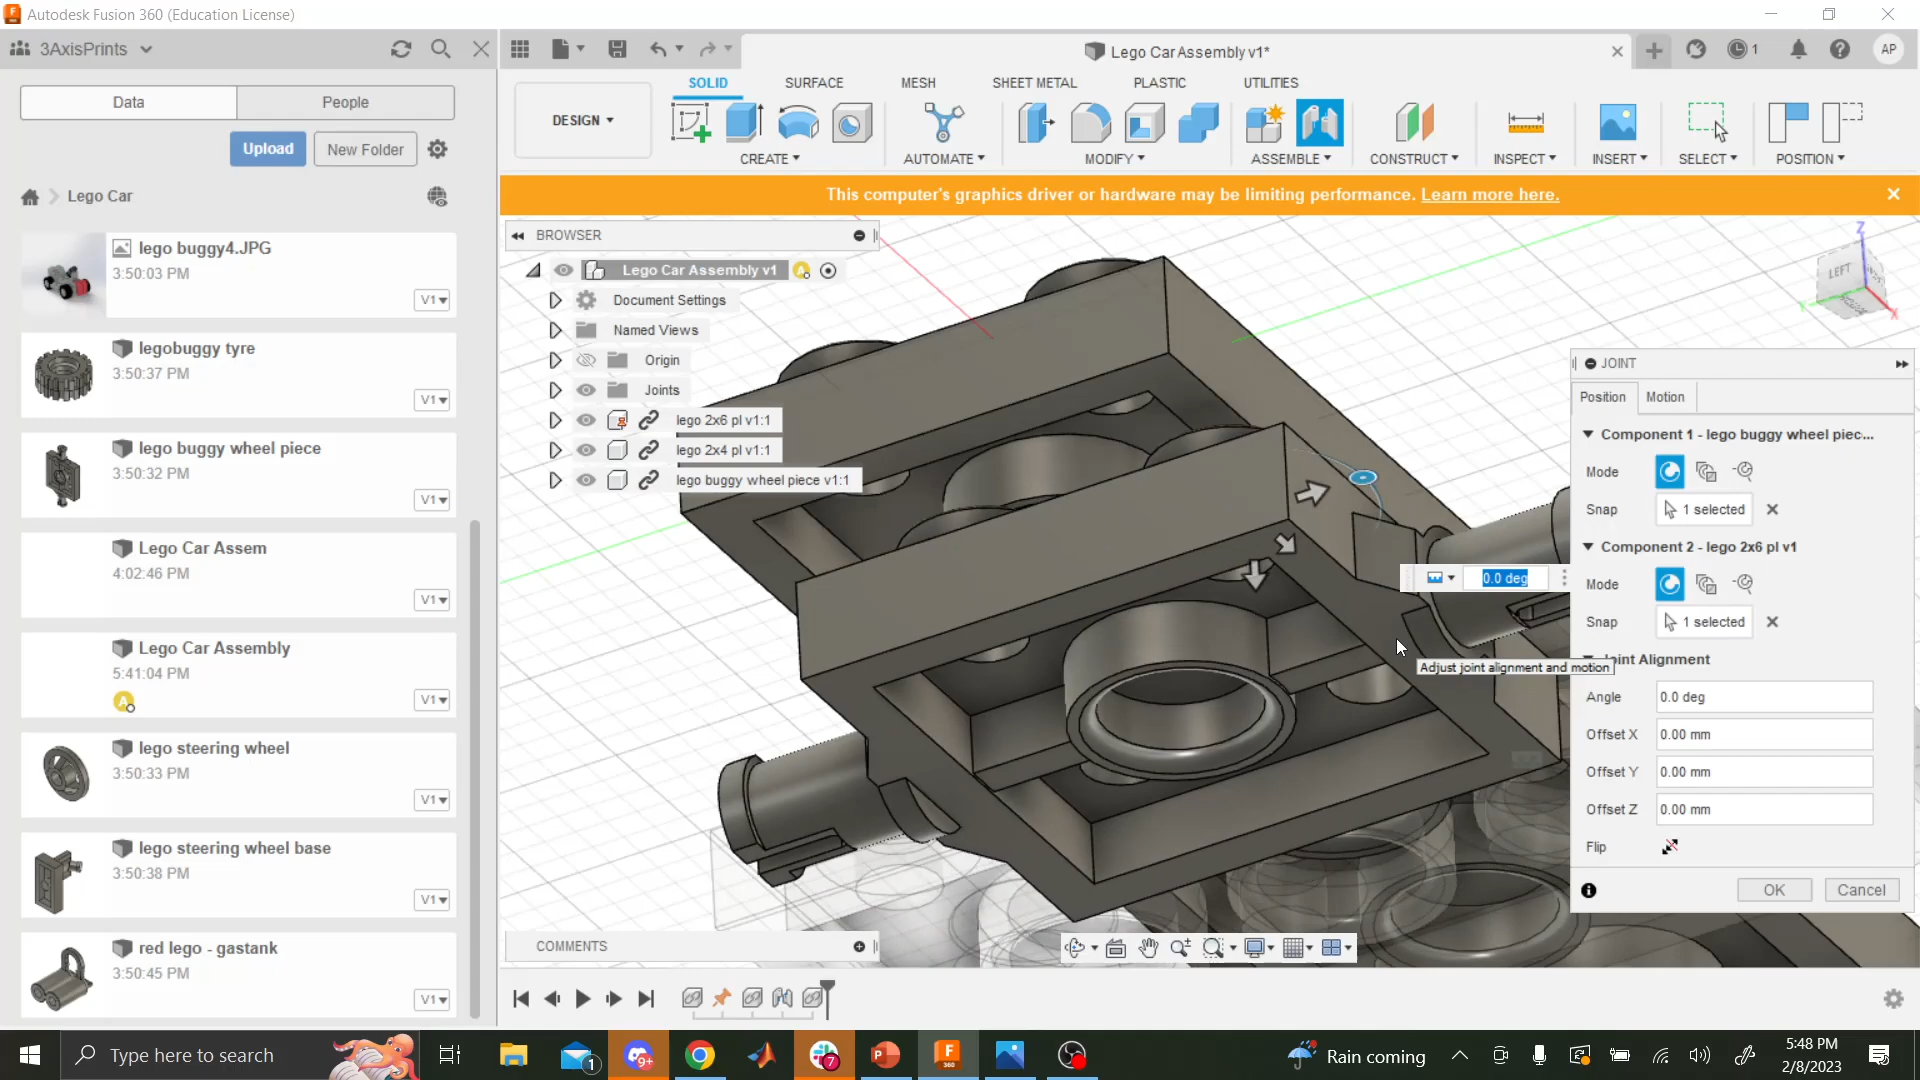 Autodesk Fusion 360 (Education License)
3AxisPrints
Data
People
Upload
New Folder
Lego Car
lego buggy4.JPG
3:50:03 PM
V1▾
legobuggy tyre
3:50:37 PM
V1▾
lego buggy wheel piece
3:50:32 PM
V1▾
Lego Car Assem
4:02:46 PM
V1▾
Lego Car Assembly
5:41:04 PM
A
V1▾
lego steering wheel
3:50:33 PM
V1▾
lego steering wheel base
3:50:38 PM
V1▾
red lego - gastank
3:50:45 PM
V1▾
Lego Car Assembly v1*
1
AP
DESIGN ▾
SOLID
SURFACE
MESH
SHEET METAL
PLASTIC
UTILITIES
CREATE ▾
AUTOMATE ▾
MODIFY ▾
ASSEMBLE ▾
CONSTRUCT ▾
INSPECT ▾
INSERT ▾
SELECT ▾
POSITION ▾
This computer's graphics driver or hardware may be limiting performance. Learn more here.
BROWSER
Lego Car Assembly v1
A
Document Settings
Named Views
Origin
Joints
lego 2x6 pl v1:1
lego 2x4 pl v1:1
lego buggy wheel piece v1:1
Z
LEFT
X
JOINT
Position
Motion
Component 1 - lego buggy wheel piec...
Mode
Snap
1 selected
Component 2 - lego 2x6 pl v1
Mode
Snap
1 selected
Joint Alignment
Angle
0.0 deg
Offset X
0.00 mm
Offset Y
0.00 mm
Offset Z
0.00 mm
Flip
OK
Cancel
0.0 deg
Adjust joint alignment and motion
COMMENTS
Type here to search
1
9+
7
F
360
Rain coming
5:48 PM
2/8/2023